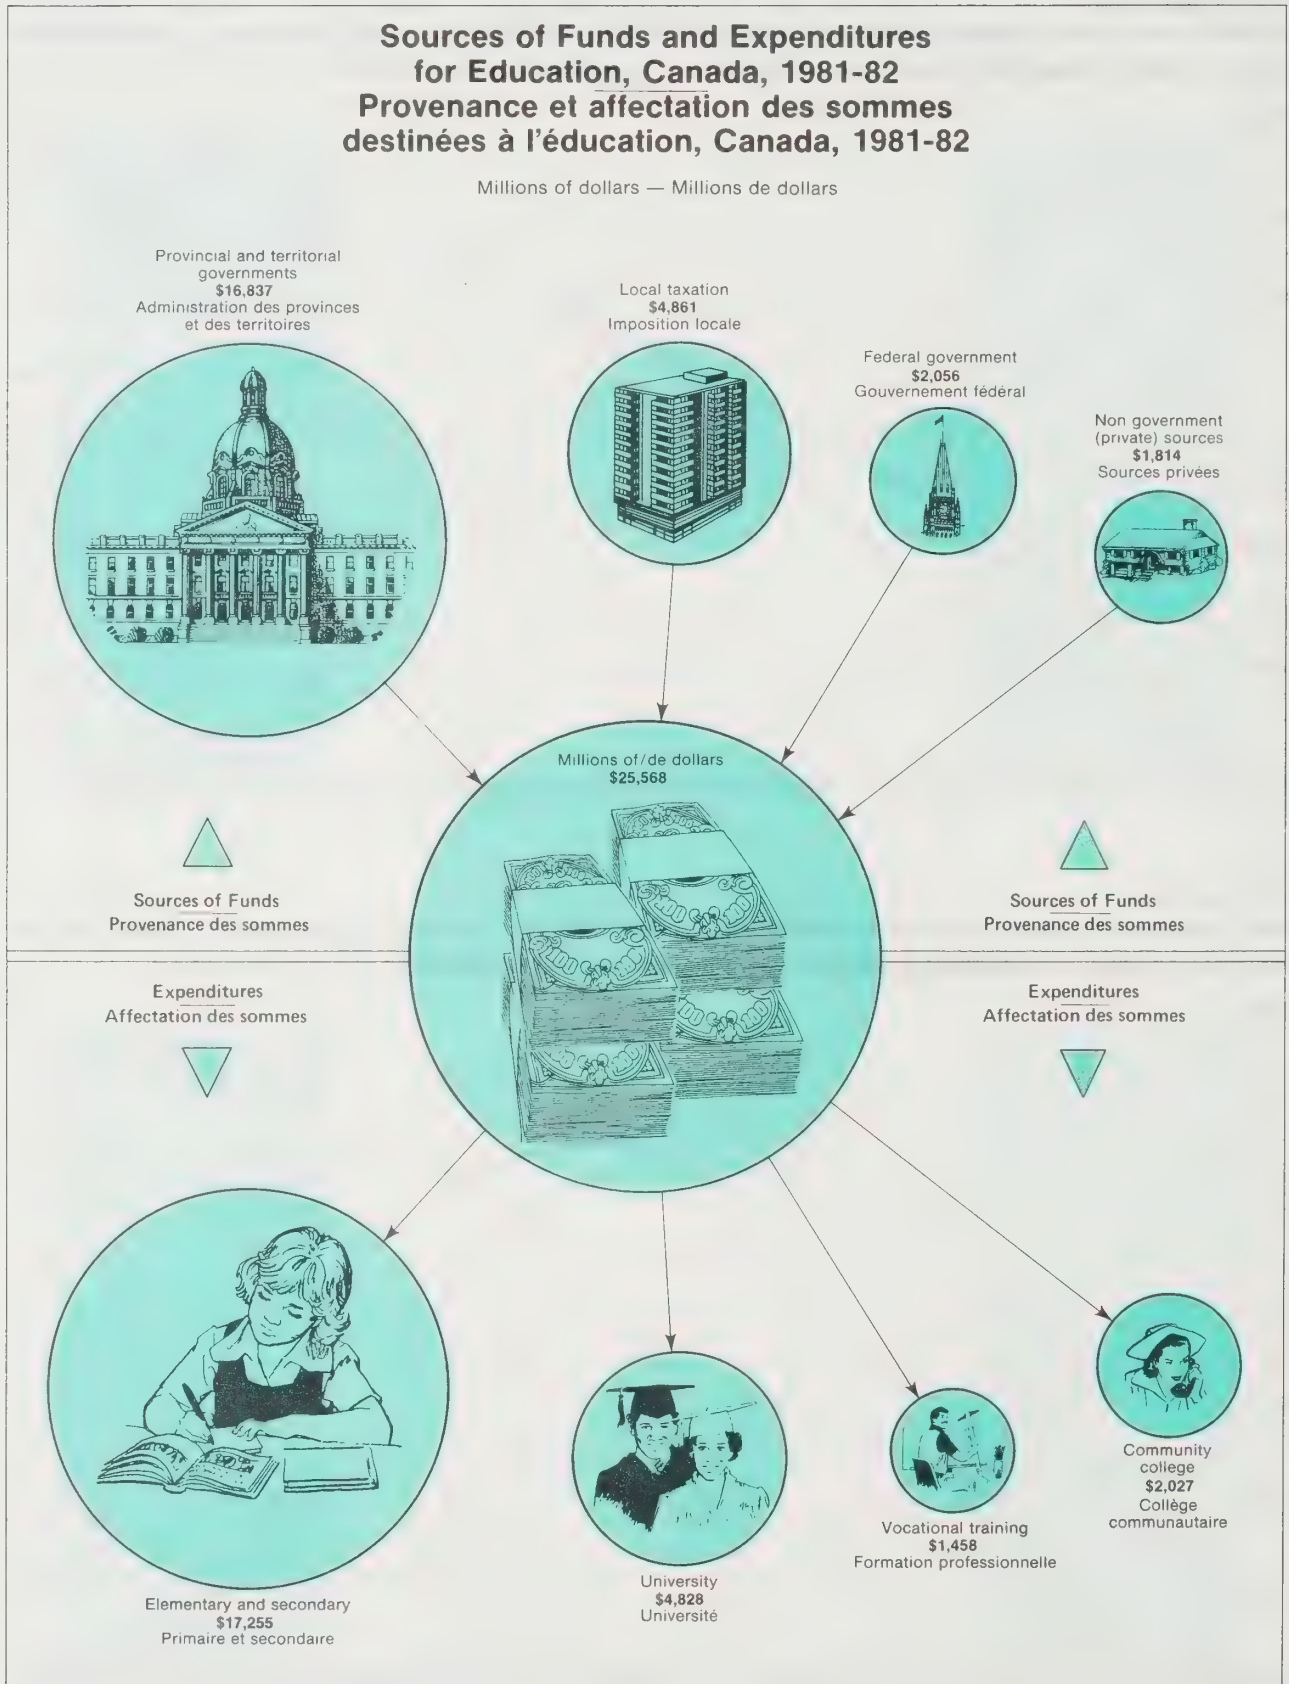 Sources of Funds and Expenditures
for Education, Canada, 1981-82
Provenance et affectation des sommes
destinées à l'éducation, Canada, 1981-82
Millions of dollars — Millions de dollars
Provincial and territorial
governments
$16,837
Administration des provinces
et des territoires
Local taxation
$4,861
Imposition locale
Federal government
$2,056
Gouvernement fédéral
Non government
(private) sources
$1,814
Sources privées
Millions of/de dollars
$25,568
Sources of Funds
Provenance des sommes
Sources of Funds
Provenance des sommes
Expenditures
Affectation des sommes
Expenditures
Affectation des sommes
Elementary and secondary
$17,255
Primaire et secondaire
University
$4,828
Université
Vocational training
$1,458
Formation professionnelle
Community
college
$2,027
Collège
communautaire